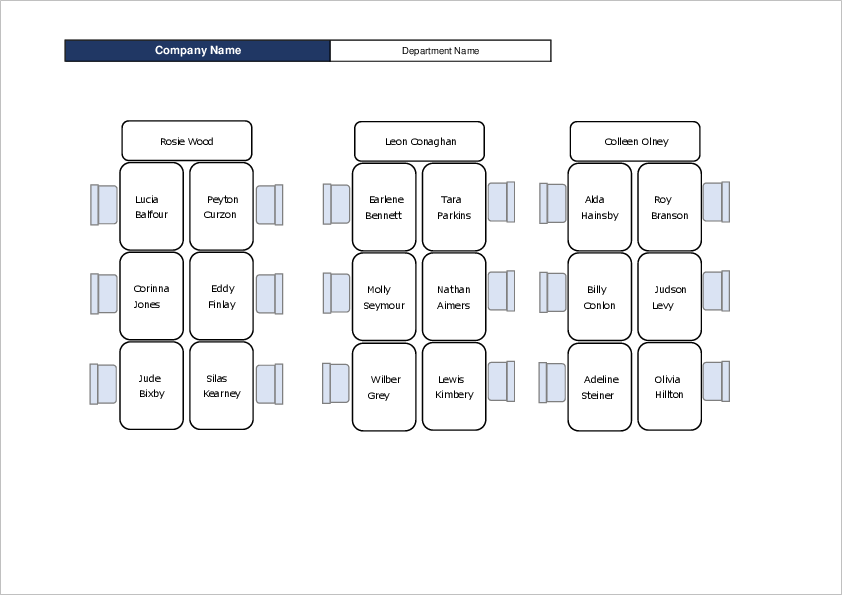 Company Name
Department Name
Rosie Wood
Leon Conaghan
Colleen Olney
Lucia
Balfour
Peyton
Curzon
Earlene
Bennett
Tara
Parkins
Alda
Hainsby
Roy
Branson
Corinna
Jones
Eddy
Finlay
Molly
Seymour
Nathan
Aimers
Billy
Conlon
Judson
Levy
Jude
Bixby
Silas
Kearney
Wilber
Grey
Lewis
Kimbery
Adeline
Steiner
Olivia
Hillton